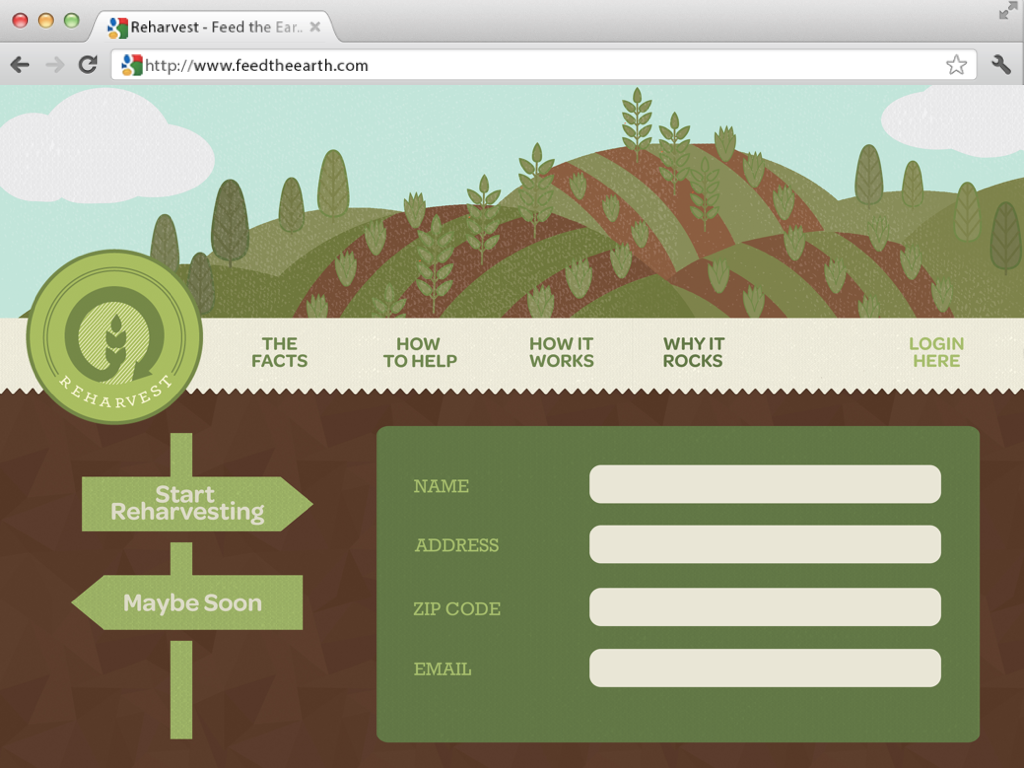 Reharvest - Feed the Ear..
http://www.feedtheearth.com
THE
FACTS
HOW
TO HELP
HOW IT
WORKS
WHY IT
ROCKS
LOGIN
HERE
REHARVEST
Start
Reharvesting
Maybe Soon
NAME
ADDRESS
ZIP CODE
EMAIL